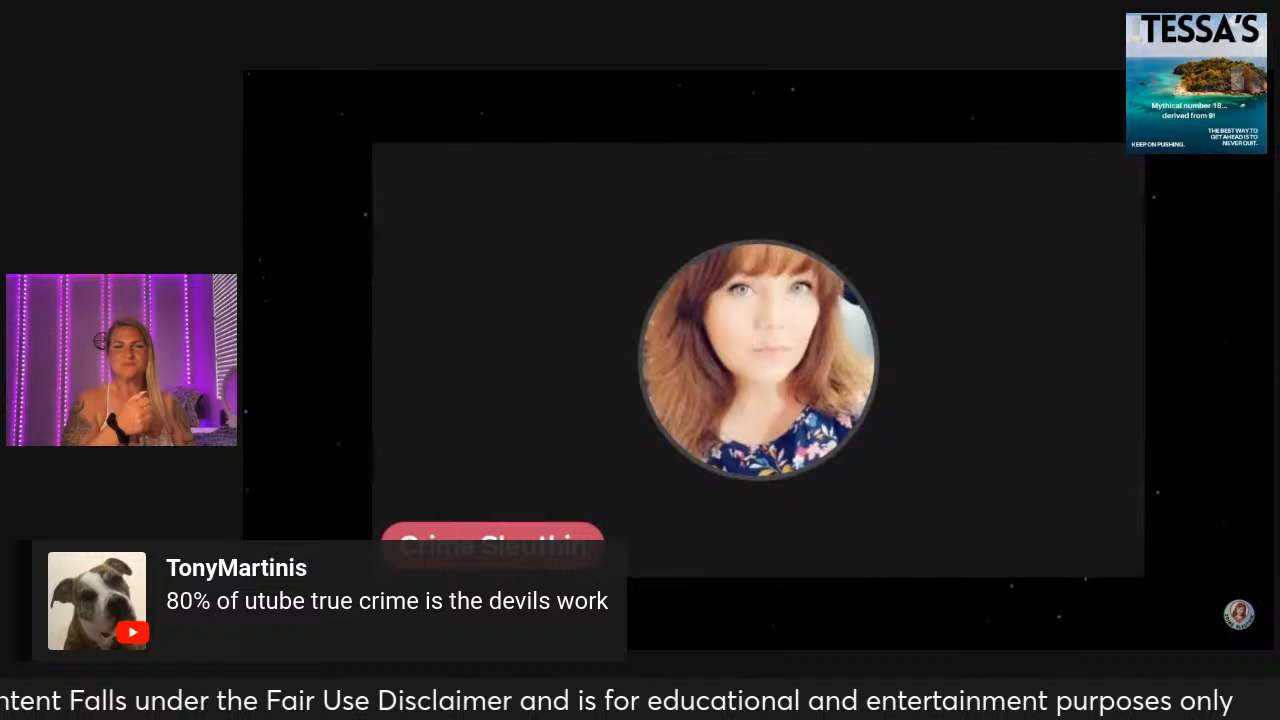 TESSA'S
Mythical number 18...
derived from 9!
THE BEST WAY TO
GET AHEAD IS TO
NEVER QUIT.
KEEP ON PUSHING.
Crime Sleuthin
TonyMartinis
80% of utube true crime is the devils work
ntent Falls under the Fair Use Disclaimer and is for educational and entertainment purposes only